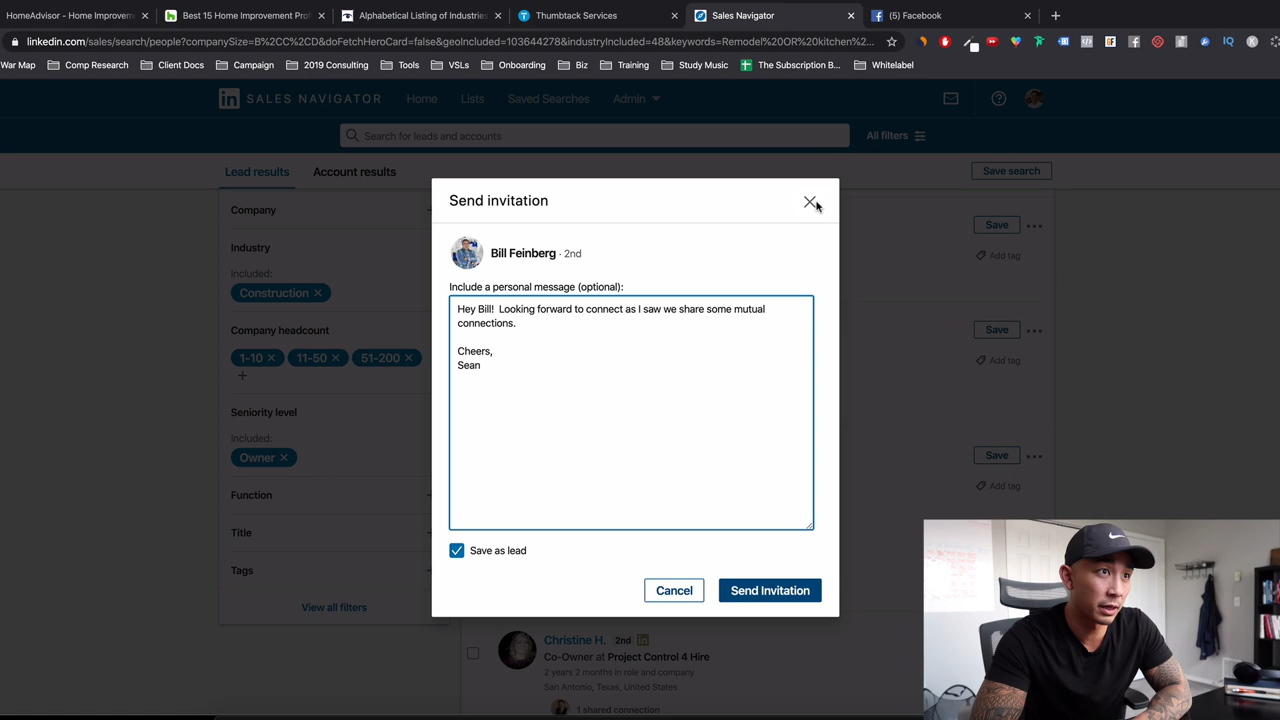 HomeAdvisor - Home Improvem
Best 15 Home Improvement Prof
Alphabetical Listing of Industries
Thumbtack Services
Sales Navigator
(5) Facebook
linkedin.com/sales/search/people?companySize=B%2CC%2CD&doFetchHeroCard=false&geoIncluded=103644278&industryIncluded=48&keywords=Remodel%20OR%20kitchen%2...
War Map
Comp Research
Client Docs
Campaign
2019 Consulting
Tools
VSLs
Onboarding
Biz
Training
Study Music
The Subscription B...
Whitelabel
in SALES NAVIGATOR
Home
Lists
Saved Searches
Admin
Search for leads and accounts
All filters
Lead results
Account results
Save search
Company
Industry
Included:
Construction
Company headcount
1-10
11-50
51-200
Seniority level
Included:
Owner
Function
Title
Tags
View all filters
Send invitation
Bill Feinberg · 2nd
Include a personal message (optional):
Hey Bill!  Looking forward to connect as I saw we share some mutual
connections.
Cheers,
Sean
Save as lead
Cancel
Send Invitation
Save
Add tag
Save
Add tag
Save
Add tag
Christine H. 2nd in
Co-Owner at Project Control 4 Hire
2 years 2 months in role and company
San Antonio, Texas, United States
1 shared connection